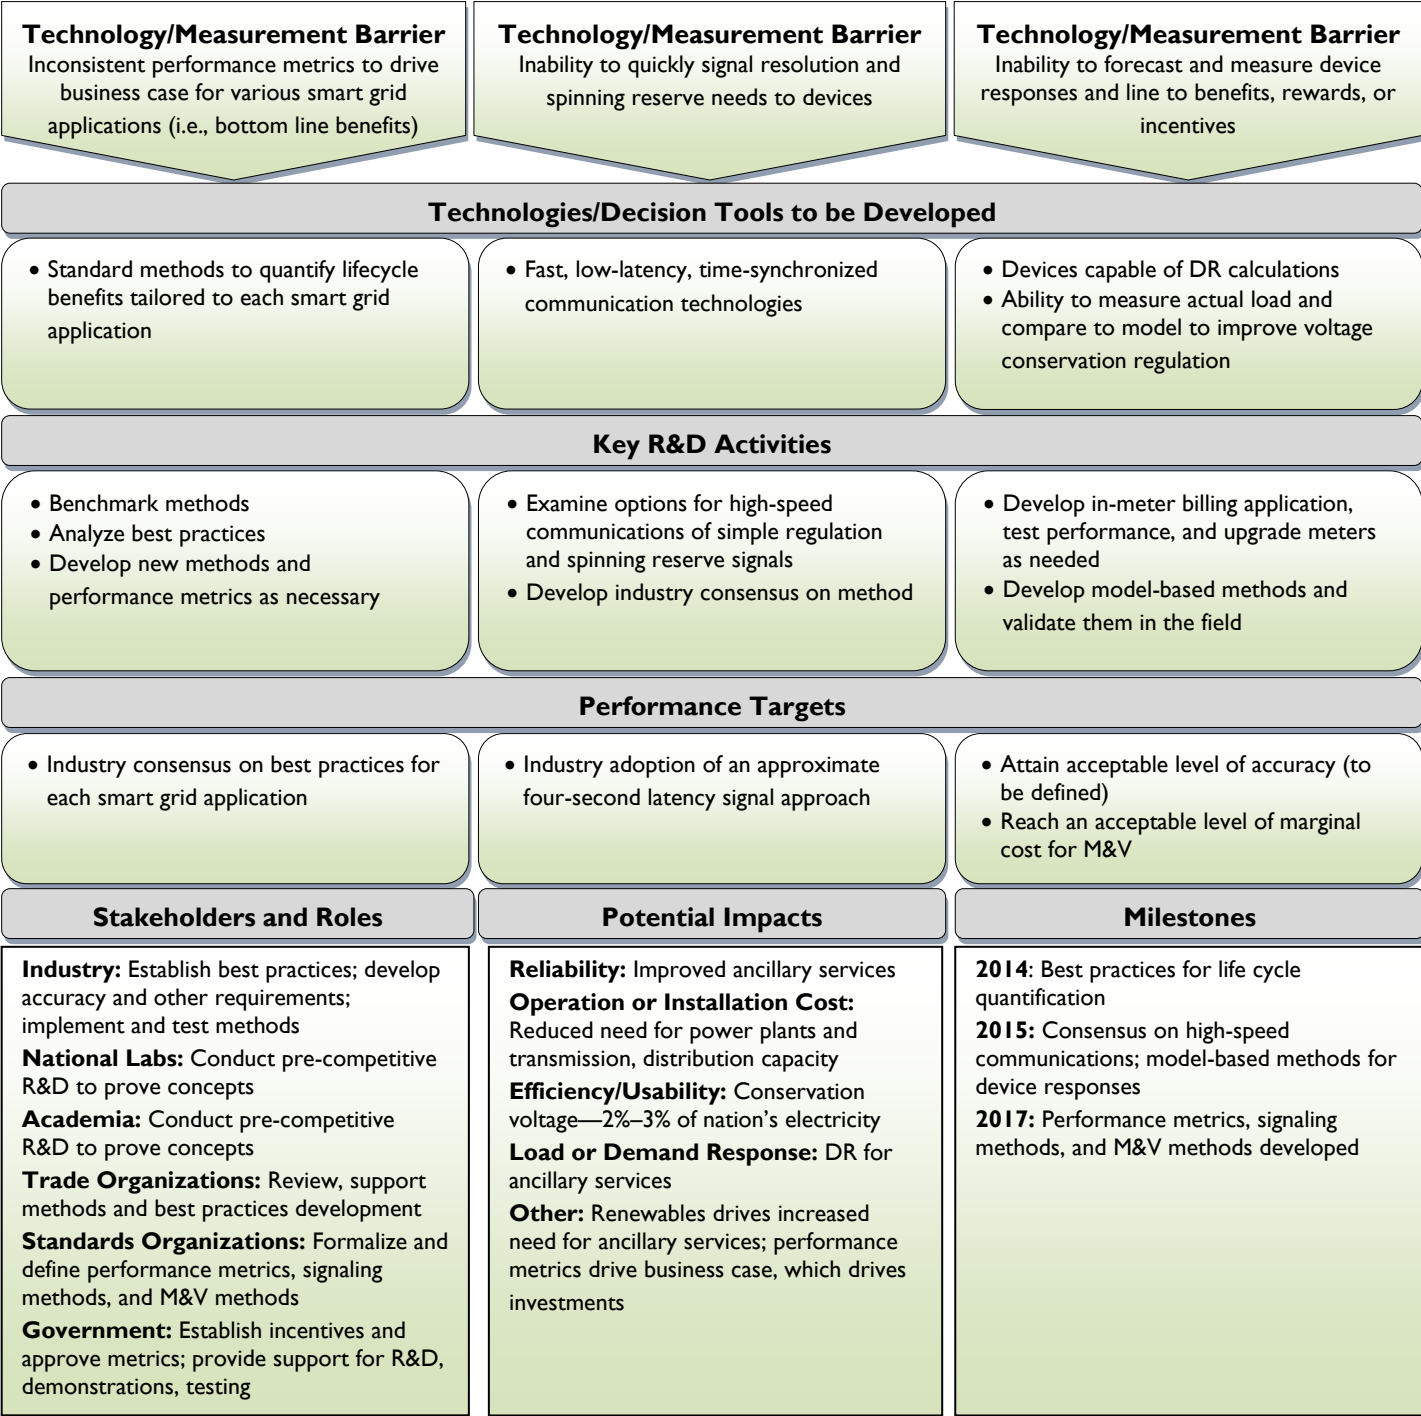 Technology/Measurement Barrier
Inconsistent performance metrics to drive
business case for various smart grid
applications (i.e., bottom line benefits)
Technology/Measurement Barrier
Inability to quickly signal resolution and
spinning reserve needs to devices
Technology/Measurement Barrier
Inability to forecast and measure device
responses and line to benefits, rewards, or
incentives
Technologies/Decision Tools to be Developed
• Standard methods to quantify lifecycle
benefits tailored to each smart grid
application
• Fast, low-latency, time-synchronized
communication technologies
• Devices capable of DR calculations
• Ability to measure actual load and
compare to model to improve voltage
conservation regulation
Key R&D Activities
• Benchmark methods
• Analyze best practices
• Develop new methods and
performance metrics as necessary
• Examine options for high-speed
communications of simple regulation
and spinning reserve signals
• Develop industry consensus on method
• Develop in-meter billing application,
test performance, and upgrade meters
as needed
• Develop model-based methods and
validate them in the field
Performance Targets
• Industry consensus on best practices for
each smart grid application
• Industry adoption of an approximate
four-second latency signal approach
• Attain acceptable level of accuracy (to
be defined)
• Reach an acceptable level of marginal
cost for M&V
Stakeholders and Roles
Industry: Establish best practices; develop
accuracy and other requirements;
implement and test methods
National Labs: Conduct pre-competitive
R&D to prove concepts
Academia: Conduct pre-competitive
R&D to prove concepts
Trade Organizations: Review, support
methods and best practices development
Standards Organizations: Formalize and
define performance metrics, signaling
methods, and M&V methods
Government: Establish incentives and
approve metrics; provide support for R&D,
demonstrations, testing
Potential Impacts
Reliability: Improved ancillary services
Operation or Installation Cost:
Reduced need for power plants and
transmission, distribution capacity
Efficiency/Usability: Conservation
voltage—2%–3% of nation’s electricity
Load or Demand Response: DR for
ancillary services
Other: Renewables drives increased
need for ancillary services; performance
metrics drive business case, which drives
investments
Milestones
2014: Best practices for life cycle
quantification
2015: Consensus on high-speed
communications; model-based methods for
device responses
2017: Performance metrics, signaling
methods, and M&V methods developed